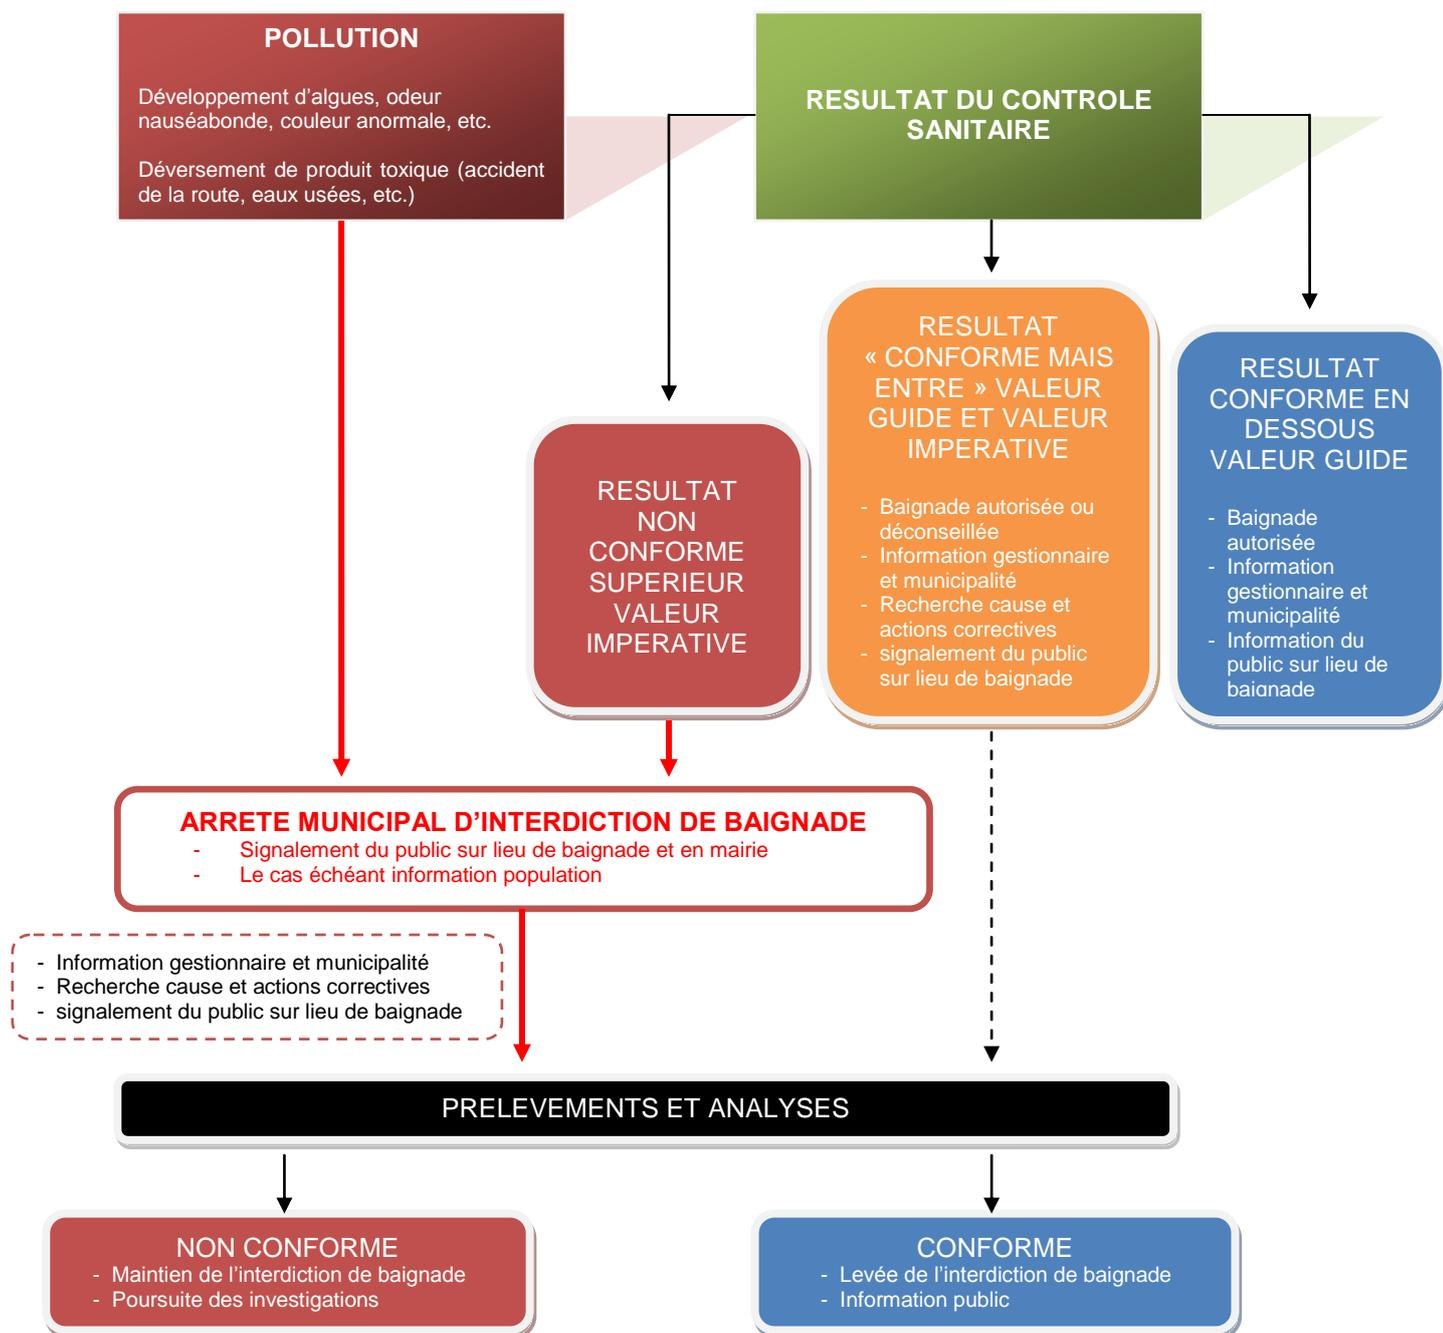 POLLUTION
Développement d'algues, odeur
nauséabonde, couleur anormale, etc.
Déversement de produit toxique (accident
de la route, eaux usées, etc.)
RESULTAT DU CONTROLE
SANITAIRE
RESULTAT
NON
CONFORME
SUPERIEUR
VALEUR
IMPERATIVE
RESULTAT
« CONFORME MAIS
ENTRE » VALEUR
GUIDE ET VALEUR
IMPERATIVE
- Baignade autorisée ou
déconseillée
- Information gestionnaire
et municipalité
- Recherche cause et
actions correctives
- signalement du public
sur lieu de baignade
RESULTAT
CONFORME EN
DESSOUS
VALEUR GUIDE
- Baignade
autorisée
- Information
gestionnaire et
municipalité
- Information du
public sur lieu de
baignade
ARRETE MUNICIPAL D'INTERDICTION DE BAIGNADE
- Signalement du public sur lieu de baignade et en mairie
- Le cas échéant information population
- Information gestionnaire et municipalité
- Recherche cause et actions correctives
- signalement du public sur lieu de baignade
PRELEVEMENTS ET ANALYSES
NON CONFORME
- Maintien de l'interdiction de baignade
- Poursuite des investigations
CONFORME
- Levée de l'interdiction de baignade
- Information public